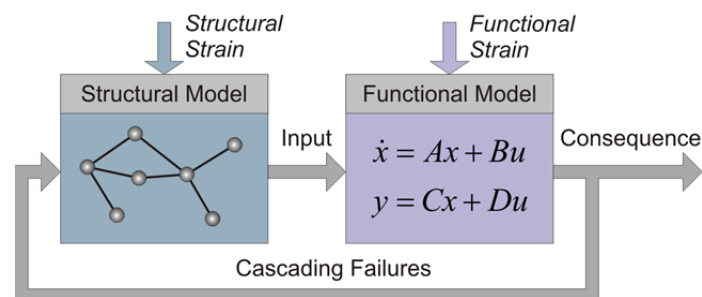 Structural
Strain
Functional
Strain
Structural Model
Functional Model
Input
Consequence
ẋ = Ax + Bu
y = Cx + Du
Cascading Failures